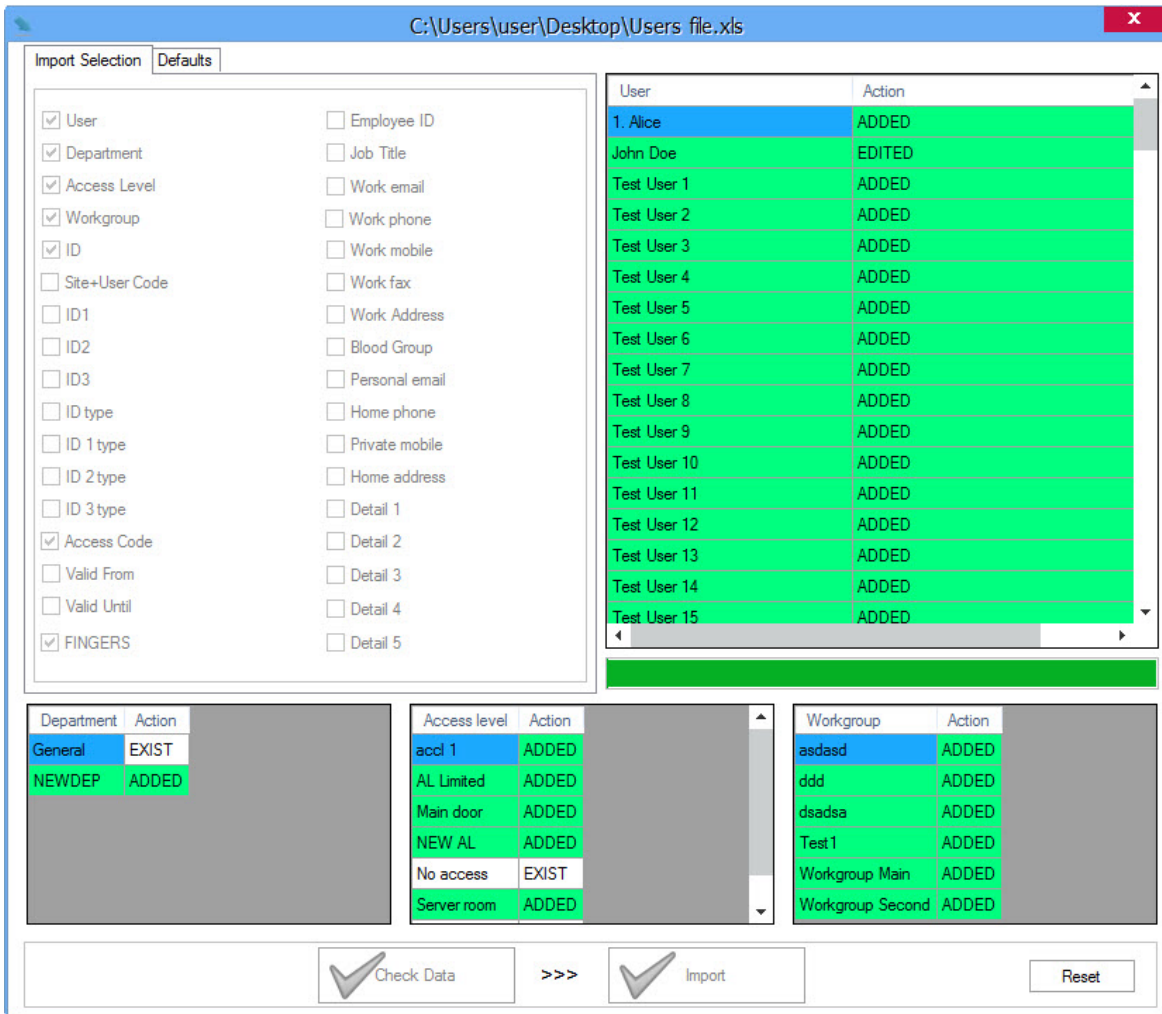 C:\Users\user\Desktop\Users file.xls
x
Import Selection
Defaults
User
Department
Access Level
Workgroup
ID
Site+User Code
ID1
ID2
ID3
ID type
ID 1 type
ID 2 type
ID 3 type
Access Code
Valid From
Valid Until
FINGERS
Employee ID
Job Title
Work email
Work phone
Work mobile
Work fax
Work Address
Blood Group
Personal email
Home phone
Private mobile
Home address
Detail 1
Detail 2
Detail 3
Detail 4
Detail 5
User Action
1. Alice ADDED
John Doe EDITED
Test User 1 ADDED
Test User 2 ADDED
Test User 3 ADDED
Test User 4 ADDED
Test User 5 ADDED
Test User 6 ADDED
Test User 7 ADDED
Test User 8 ADDED
Test User 9 ADDED
Test User 10 ADDED
Test User 11 ADDED
Test User 12 ADDED
Test User 13 ADDED
Test User 14 ADDED
Test User 15 ADDED
Department Action
General EXIST
NEWDEP ADDED
Access level Action
accl 1 ADDED
AL Limited ADDED
Main door ADDED
NEW AL ADDED
No access EXIST
Server room ADDED
Workgroup Action
asdasd ADDED
ddd ADDED
dsadsa ADDED
Test1 ADDED
Workgroup Main ADDED
Workgroup Second ADDED
Check Data >>> Import
Reset